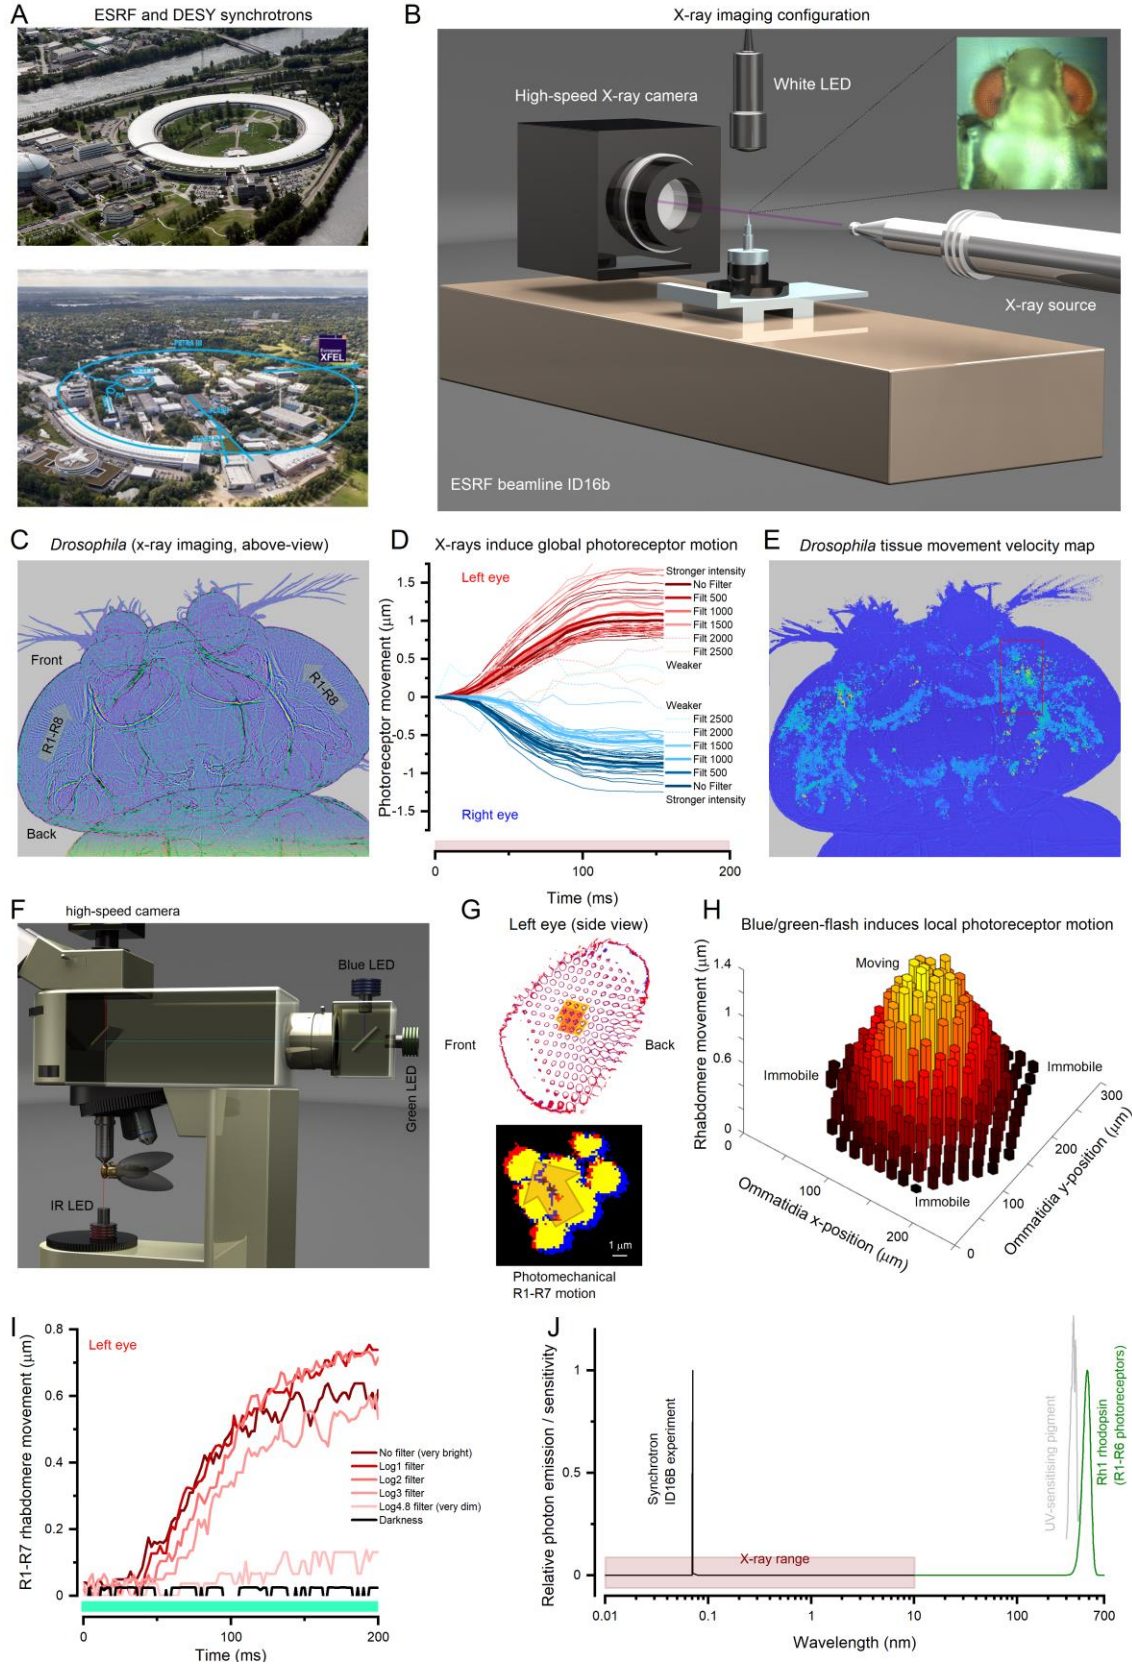 A
ESRF and DESY synchrotrons
PETRA III
European
XFEL
B
X-ray imaging configuration
White LED
High-speed X-ray camera
X-ray source
ESRF beamline ID16b
C
Drosophila (x-ray imaging, above-view)
Front
R1-R8
R1-R8
Back
D
X-rays induce global photoreceptor motion
Photoreceptor movement (μm)
1.5
1
0.5
0
-0.5
-1
-1.5
Left eye
Stronger intensity
No Filter
Filt 500
Filt 1000
Filt 1500
Filt 2000
Filt 2500
Weaker
Weaker
Filt 2500
Filt 2000
Filt 1500
Filt 1000
Filt 500
No Filter
Stronger intensity
Right eye
0
100
200
Time (ms)
E
Drosophila tissue movement velocity map
F
high-speed camera
Blue LED
Green LED
IR LED
G
Left eye (side view)
Front
Back
1 μm
Photomechanical
R1-R7 motion
H
Blue/green-flash induces local photoreceptor motion
Rhabdomere movement (μm)
1.4
1
0.6
0.2
0
Moving
Immobile
Immobile
Immobile
0
100
200
Ommatidia x-position (μm)
0
100
200
300
Ommatidia y-position (μm)
I
R1-R7 rhabdomere movement (μm)
0.8
0.6
0.4
0.2
0
Left eye
No filter (very bright)
Log1 filter
Log2 filter
Log3 filter
Log4.8 filter (very dim)
Darkness
0
100
200
Time (ms)
J
Relative photon emission / sensitivity
1
0.5
0
Synchrotron
ID16B experiment
X-ray range
UV-sensitising pigment
Rh1 rhodopsin
(R1-R6 photoreceptors)
0.01
0.1
1
10
100
700
Wavelength (nm)